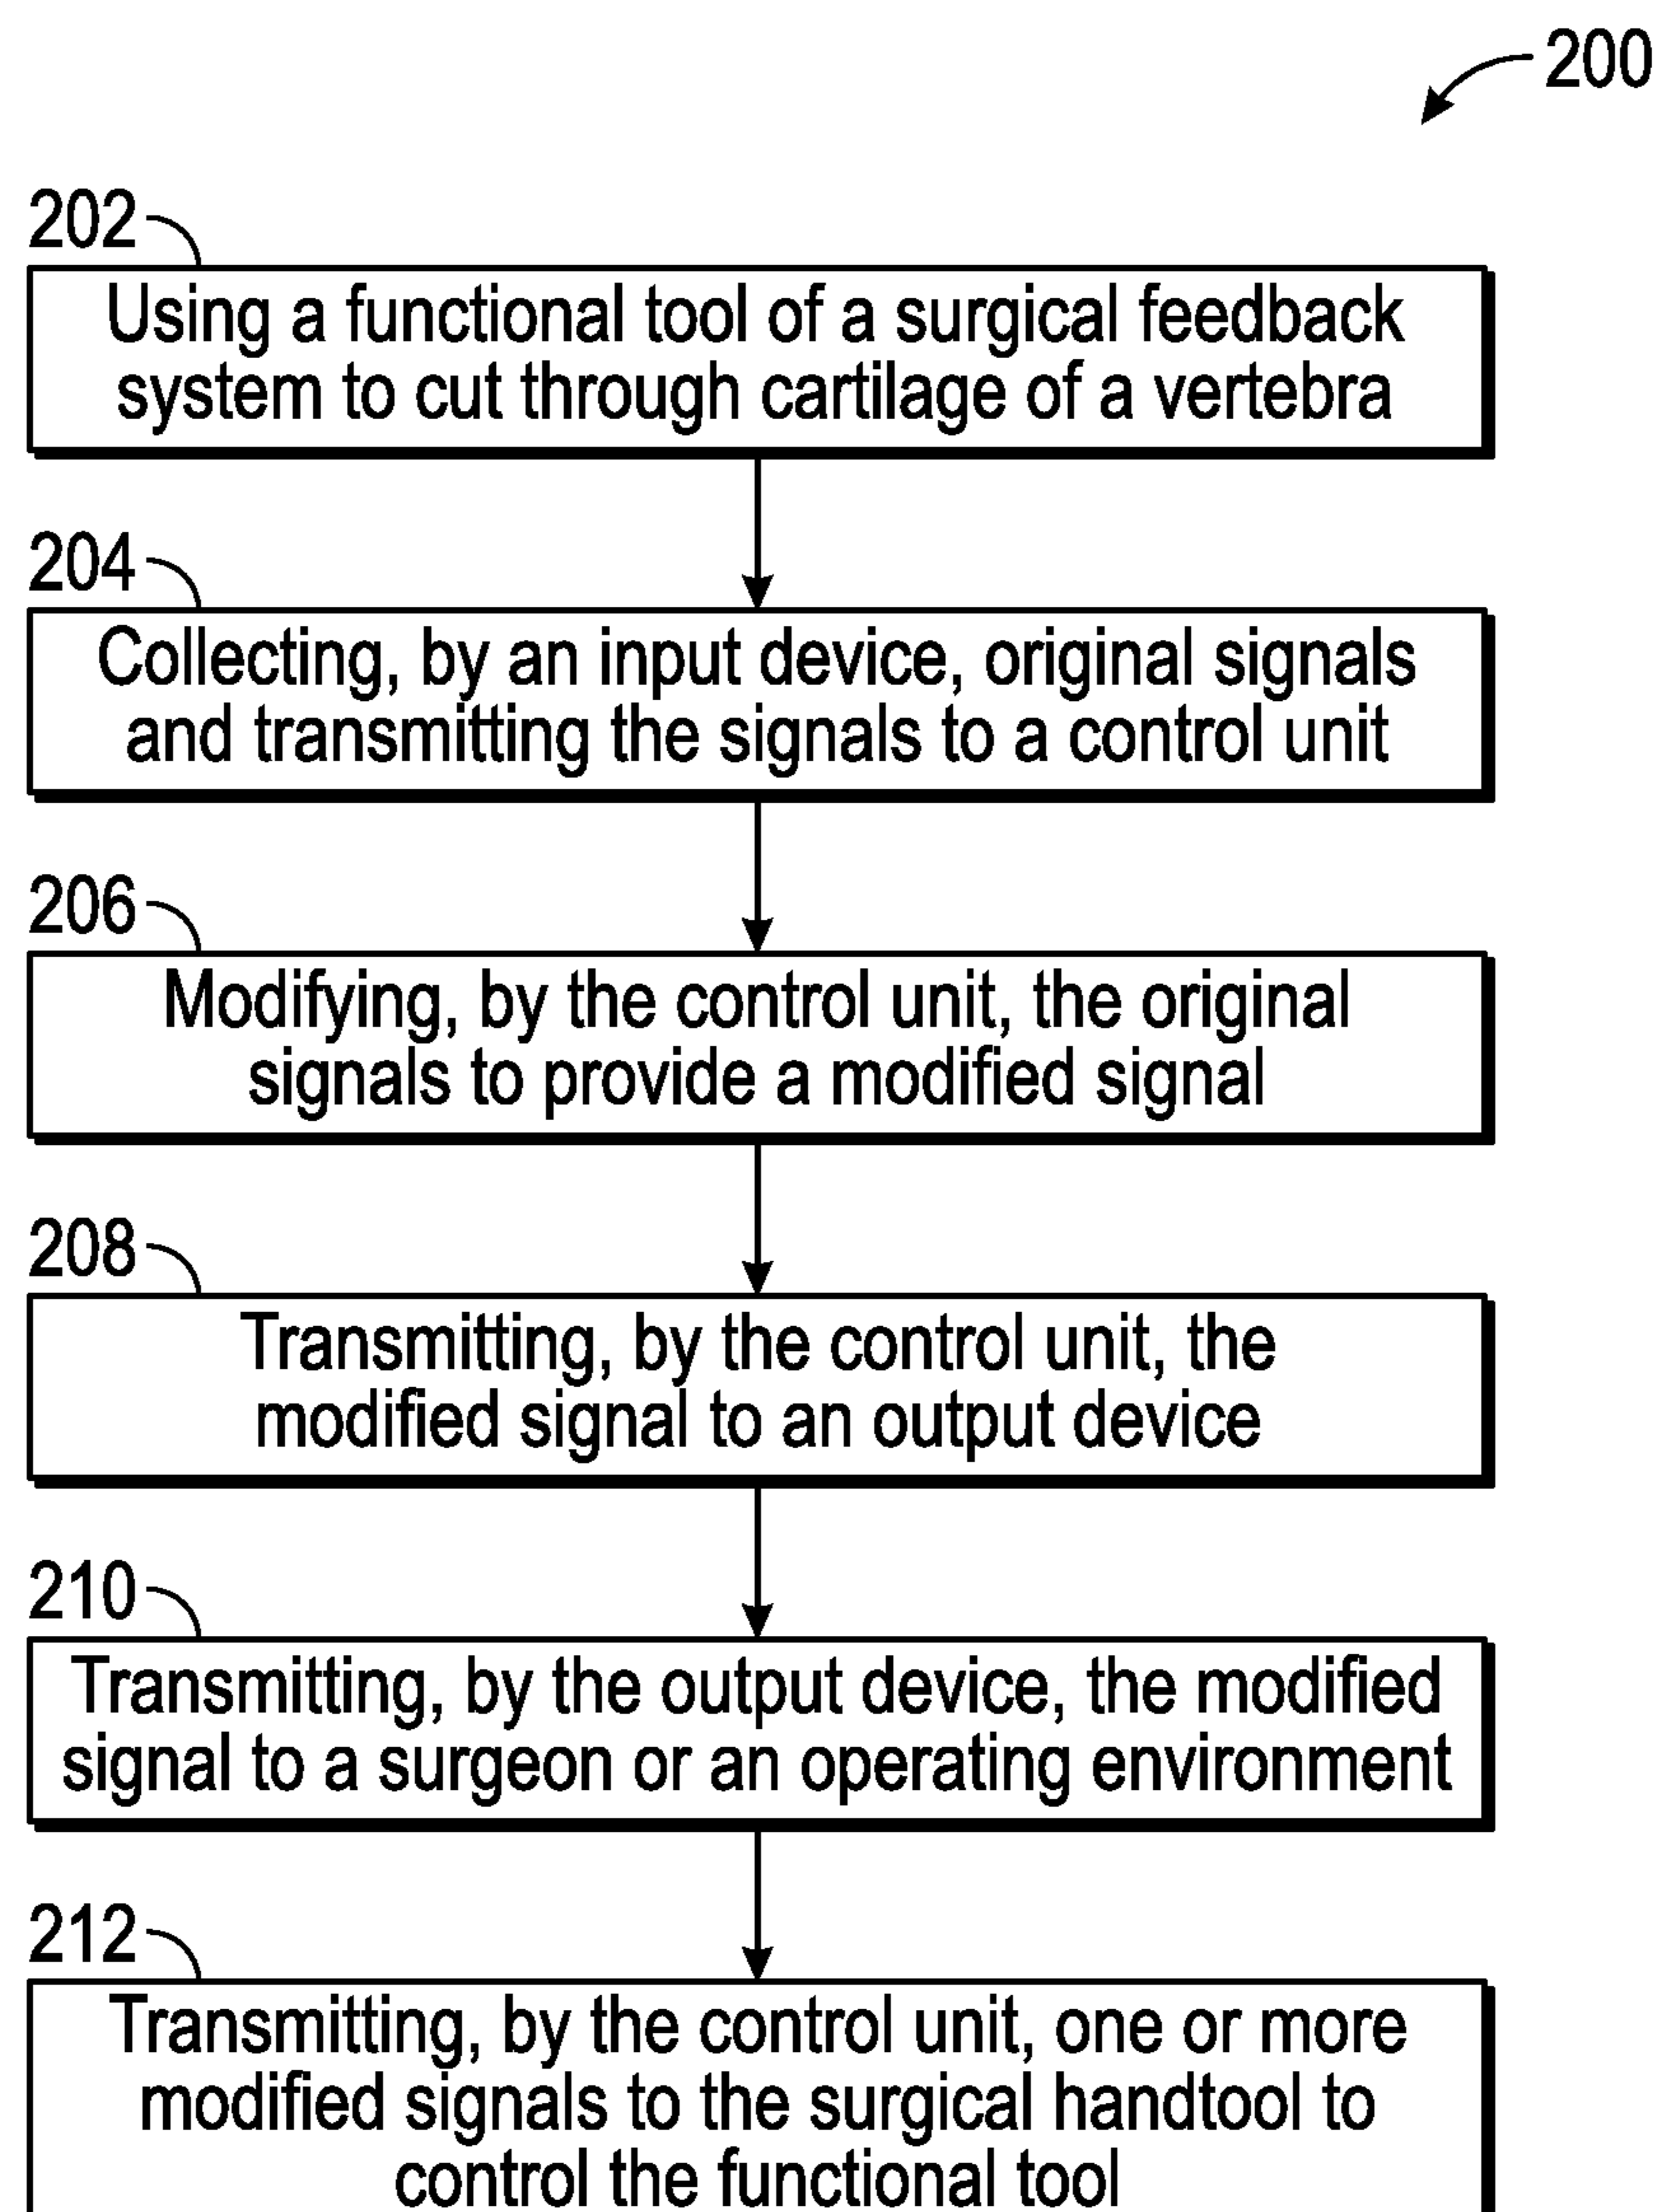 200
202
Using a functional tool of a surgical feedback
system to cut through cartilage of a vertebra
204
Collecting, by an input device, original signals
and transmitting the signals to a control unit
206
Modifying, by the control unit, the original
signals to provide a modified signal
208
Transmitting, by the control unit, the
modified signal to an output device
210
Transmitting, by the output device, the modified
signal to a surgeon or an operating environment
212
Transmitting, by the control unit, one or more
modified signals to the surgical handtool to
control the functional tool